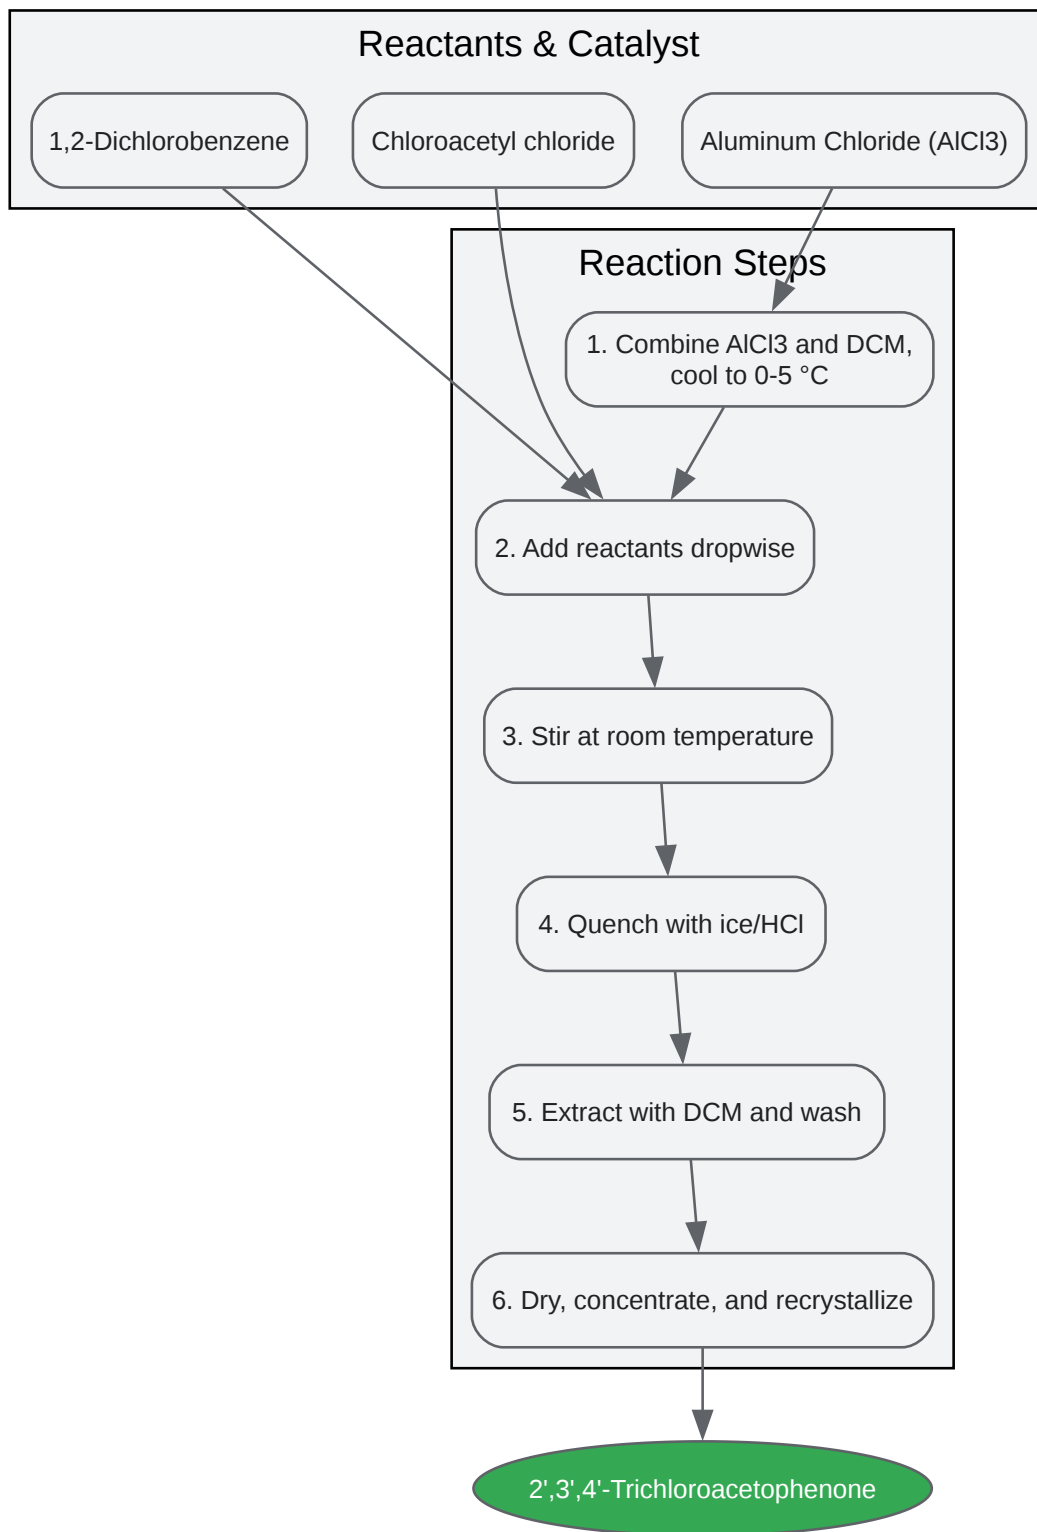 Reactants & Catalyst
1,2-Dichlorobenzene
Chloroacetyl chloride
Aluminum Chloride (AlCl3)
Reaction Steps
1. Combine AlCl3 and DCM,
cool to 0-5 °C
2. Add reactants dropwise
3. Stir at room temperature
4. Quench with ice/HCl
5. Extract with DCM and wash
6. Dry, concentrate, and recrystallize
2',3',4'-Trichloroacetophenone